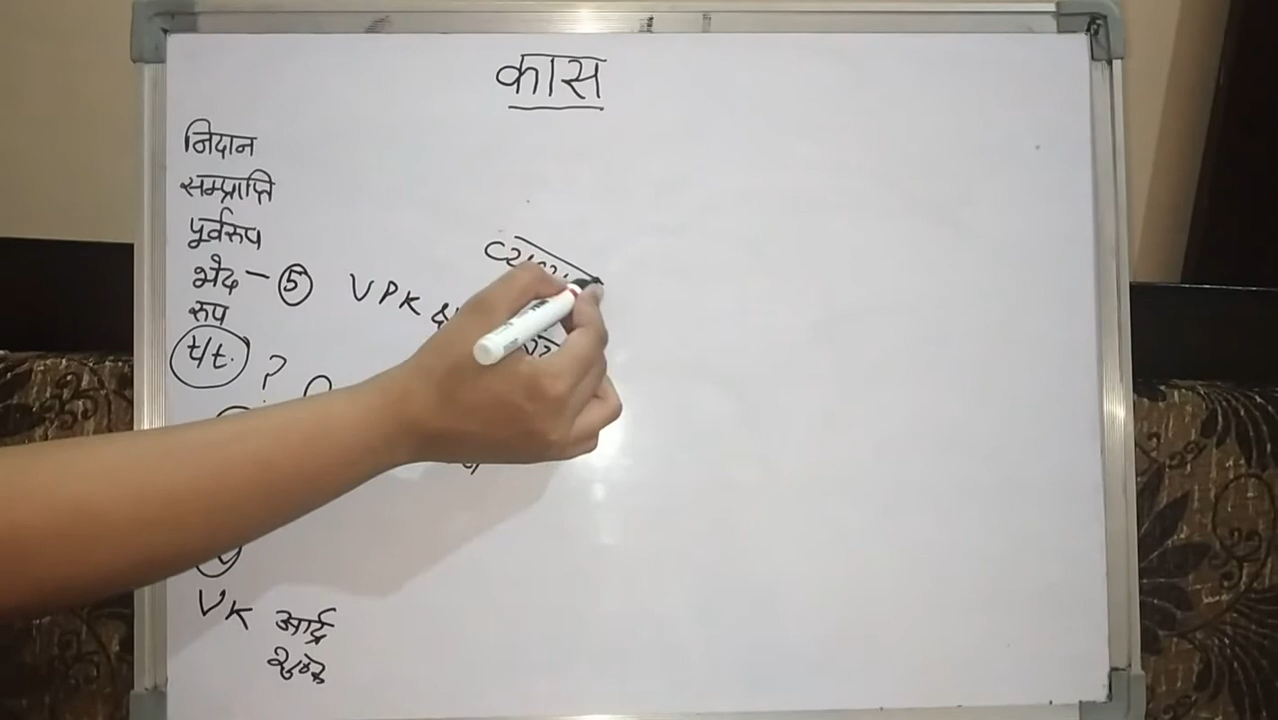 कास
निदान
सम्प्राप्ति
पूर्वरूप
भेद - 5 VPK
रूप
t/t. ?
VK आर्द्र
शुष्क